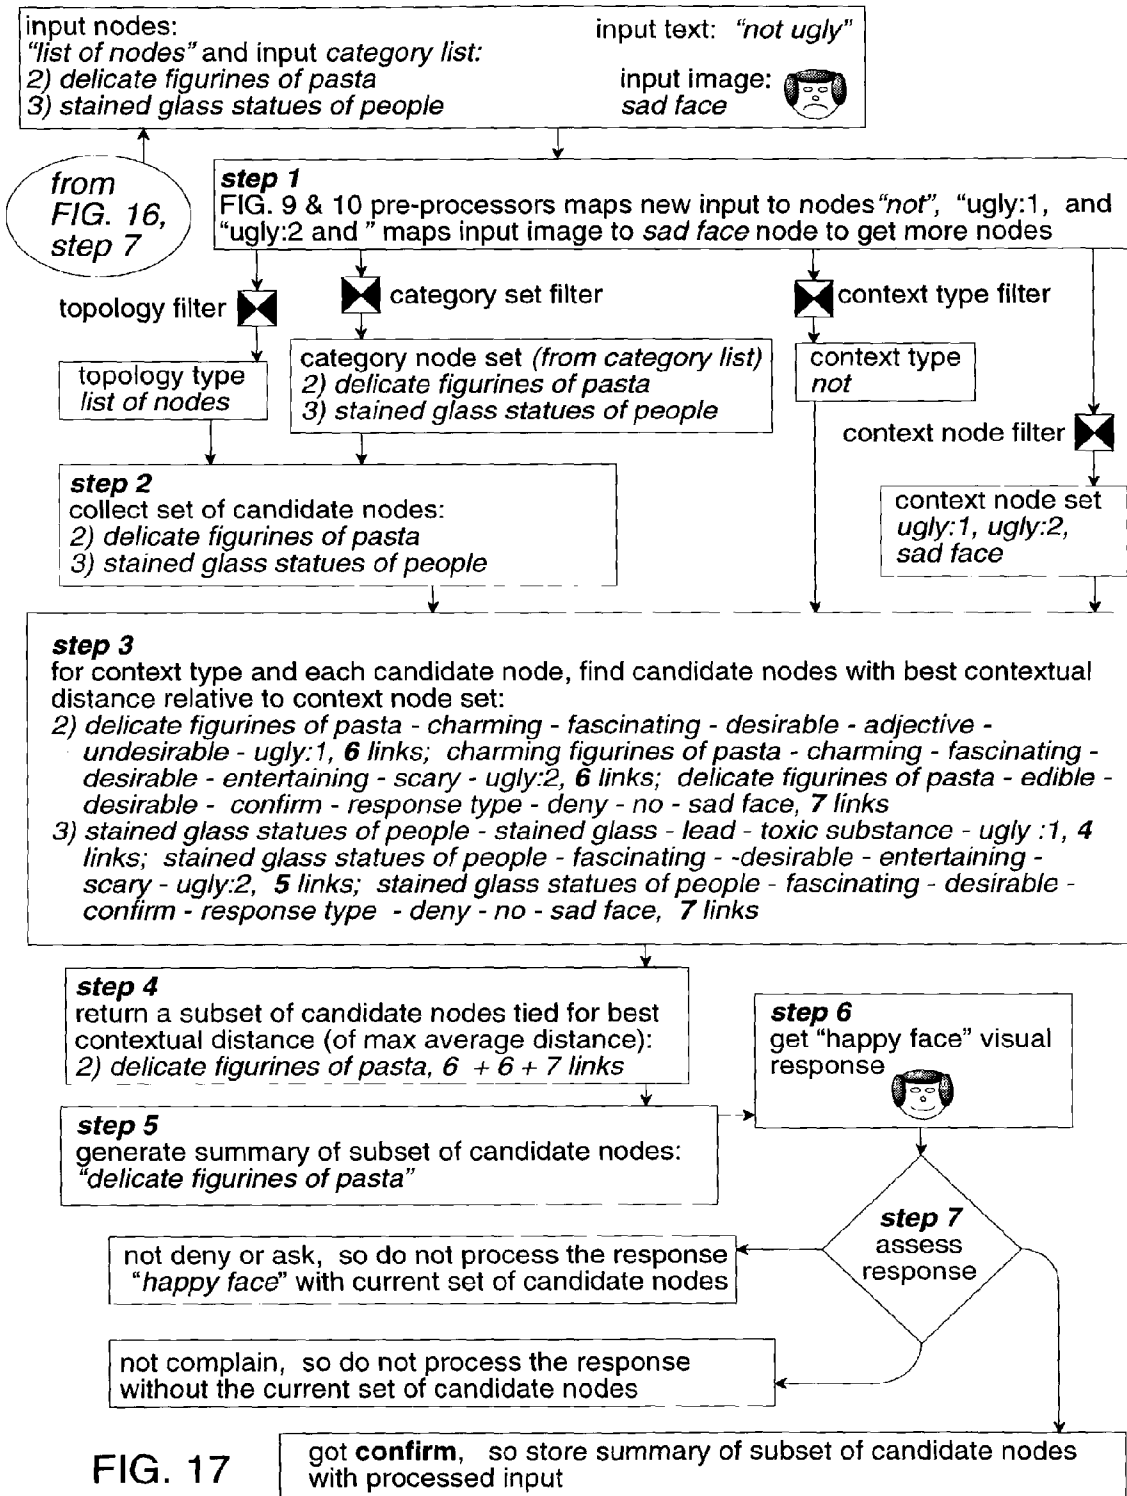 input nodes:
"list of nodes" and input category list:
2) delicate figurines of pasta
3) stained glass statues of people
input text: "not ugly"
input image:
sad face
from
FIG. 16,
step 7
step 1
FIG. 9 & 10 pre-processors maps new input to nodes "not", "ugly:1, and
"ugly:2 and " maps input image to sad face node to get more nodes
topology filter
category set filter
context type filter
topology type
list of nodes
category node set (from category list)
2) delicate figurines of pasta
3) stained glass statues of people
context type
not
context node filter
step 2
collect set of candidate nodes:
2) delicate figurines of pasta
3) stained glass statues of people
context node set
ugly:1, ugly:2,
sad face
step 3
for context type and each candidate node, find candidate nodes with best contextual
distance relative to context node set:
2) delicate figurines of pasta - charming - fascinating - desirable - adjective -
undesirable - ugly:1, 6 links; charming figurines of pasta - charming - fascinating -
desirable - entertaining - scary - ugly:2, 6 links; delicate figurines of pasta - edible -
desirable - confirm - response type - deny - no - sad face, 7 links
3) stained glass statues of people - stained glass - lead - toxic substance - ugly :1, 4
links; stained glass statues of people - fascinating - -desirable - entertaining -
scary - ugly:2, 5 links; stained glass statues of people - fascinating - desirable -
confirm - response type - deny - no - sad face, 7 links
step 4
return a subset of candidate nodes tied for best
contextual distance (of max average distance):
2) delicate figurines of pasta, 6 + 6 + 7 links
step 5
generate summary of subset of candidate nodes:
"delicate figurines of pasta"
step 6
get "happy face" visual
response
step 7
assess
response
not deny or ask, so do not process the response
"happy face" with current set of candidate nodes
not complain, so do not process the response
without the current set of candidate nodes
got confirm, so store summary of subset of candidate nodes
with processed input
FIG. 17